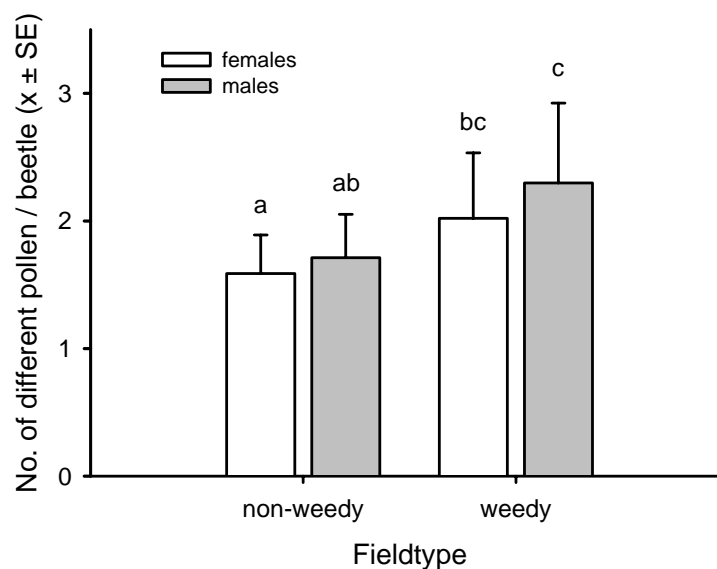 No. of different pollen / beetle (x ± SE)
3
2
1
0
females
males
a
ab
bc
c
non-weedy
weedy
Fieldtype